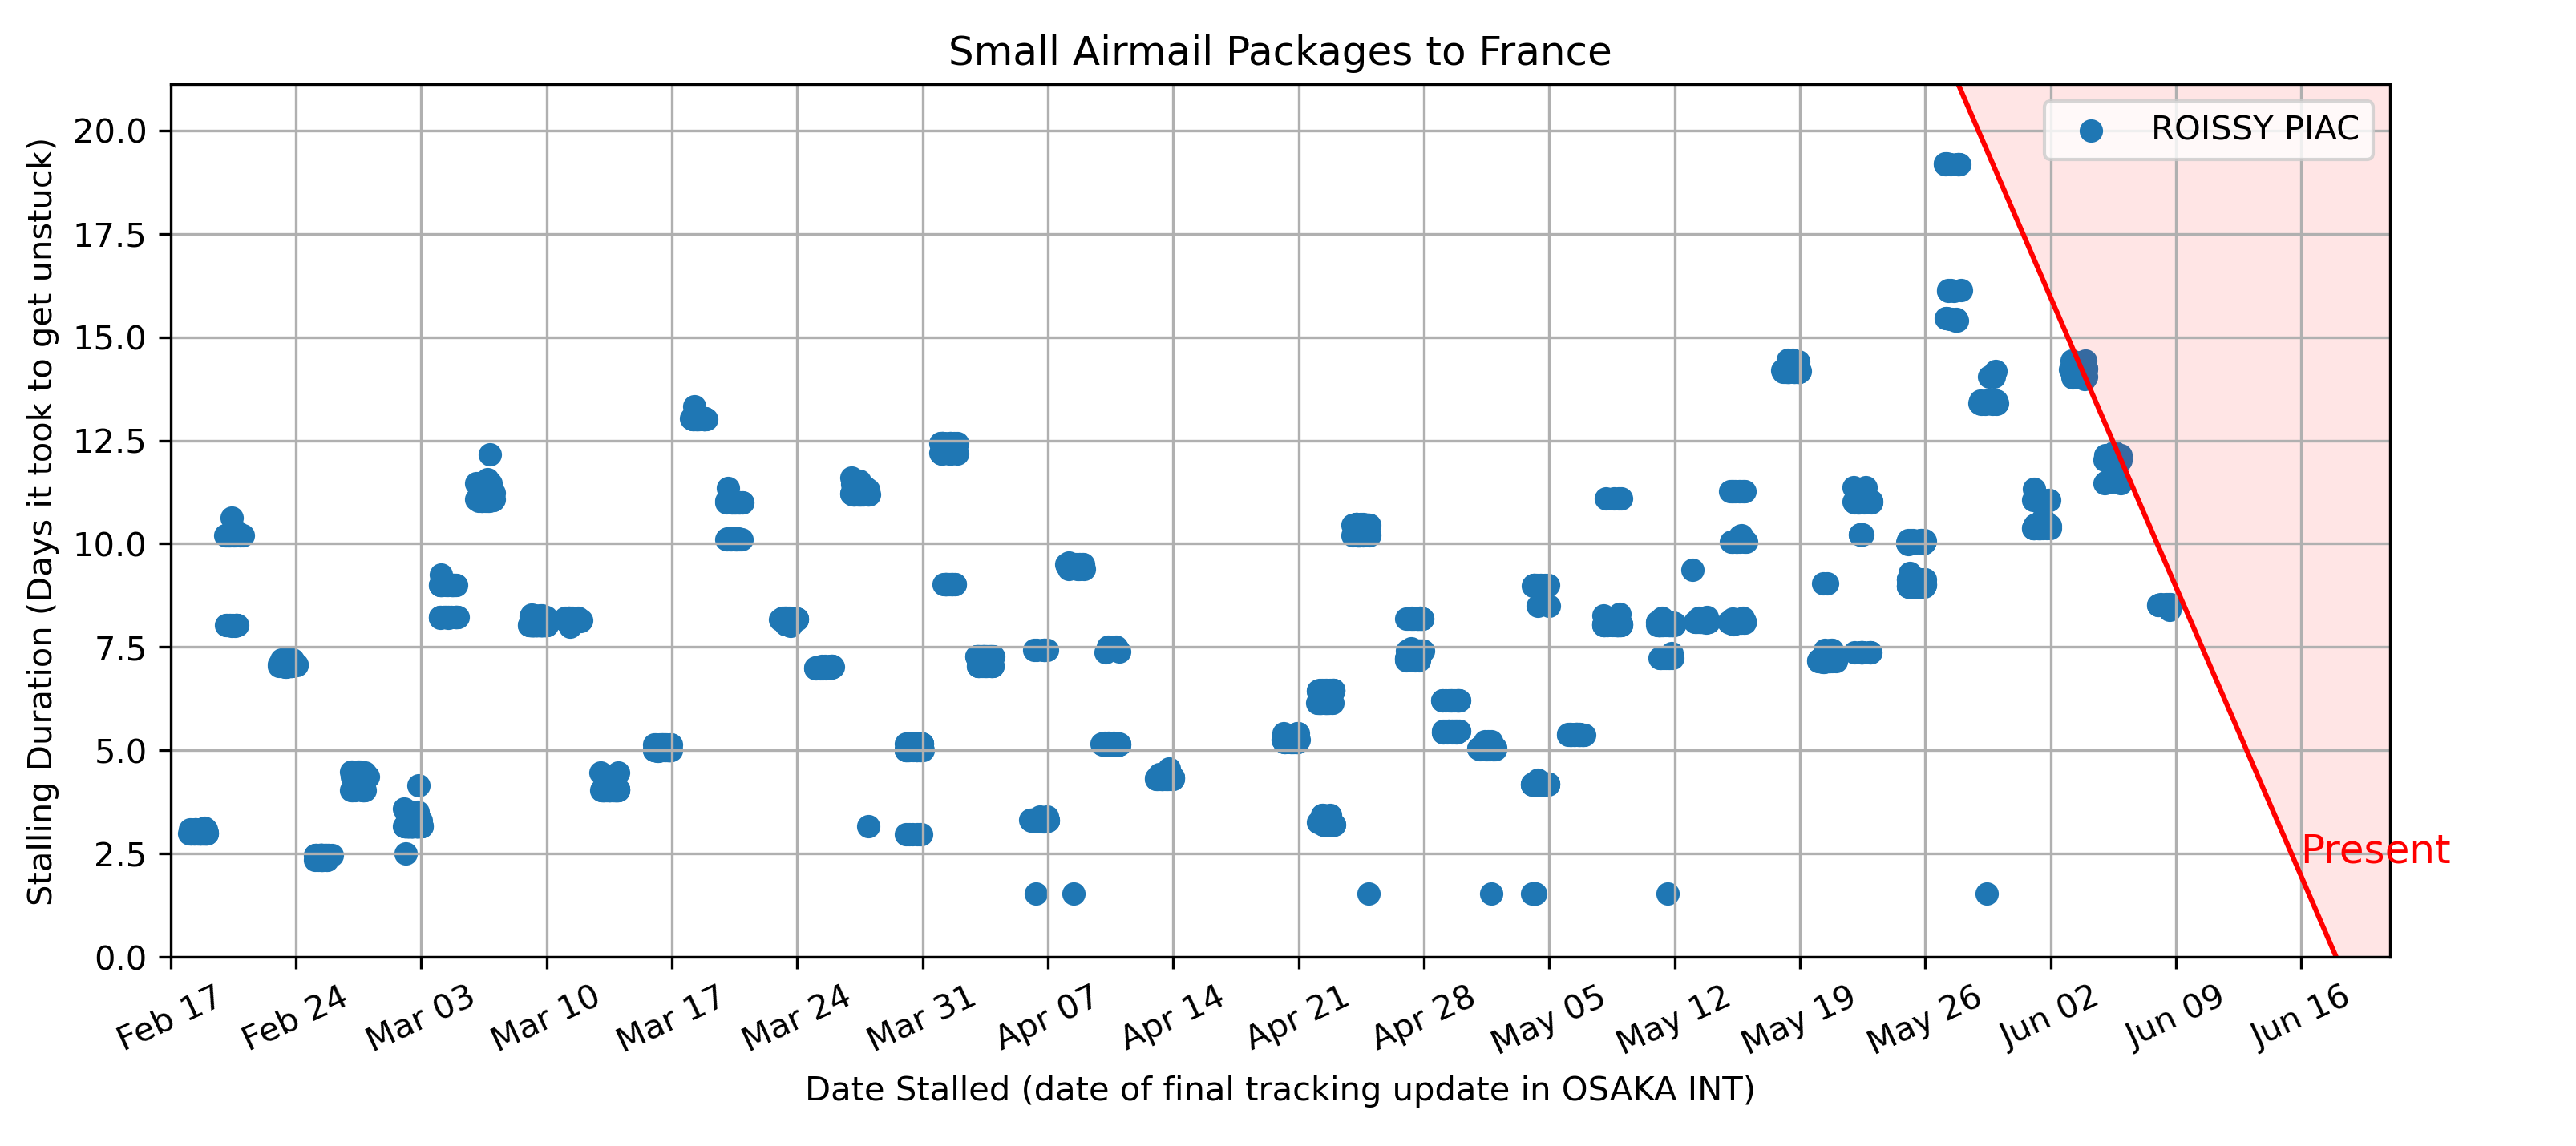 Small Airmail Packages to France
Stalling Duration (Days it took to get unstuck)
20.0
17.5
15.0
12.5
10.0
7.5
5.0
2.5
0.0
ROISSY PIAC
Present
Feb 17
Feb 24
Mar 03
Mar 10
Mar 17
Mar 24
Mar 31
Apr 07
Apr 14
Apr 21
Apr 28
May 05
May 12
May 19
May 26
Jun 02
Jun 09
Jun 16
Date Stalled (date of final tracking update in OSAKA INT)